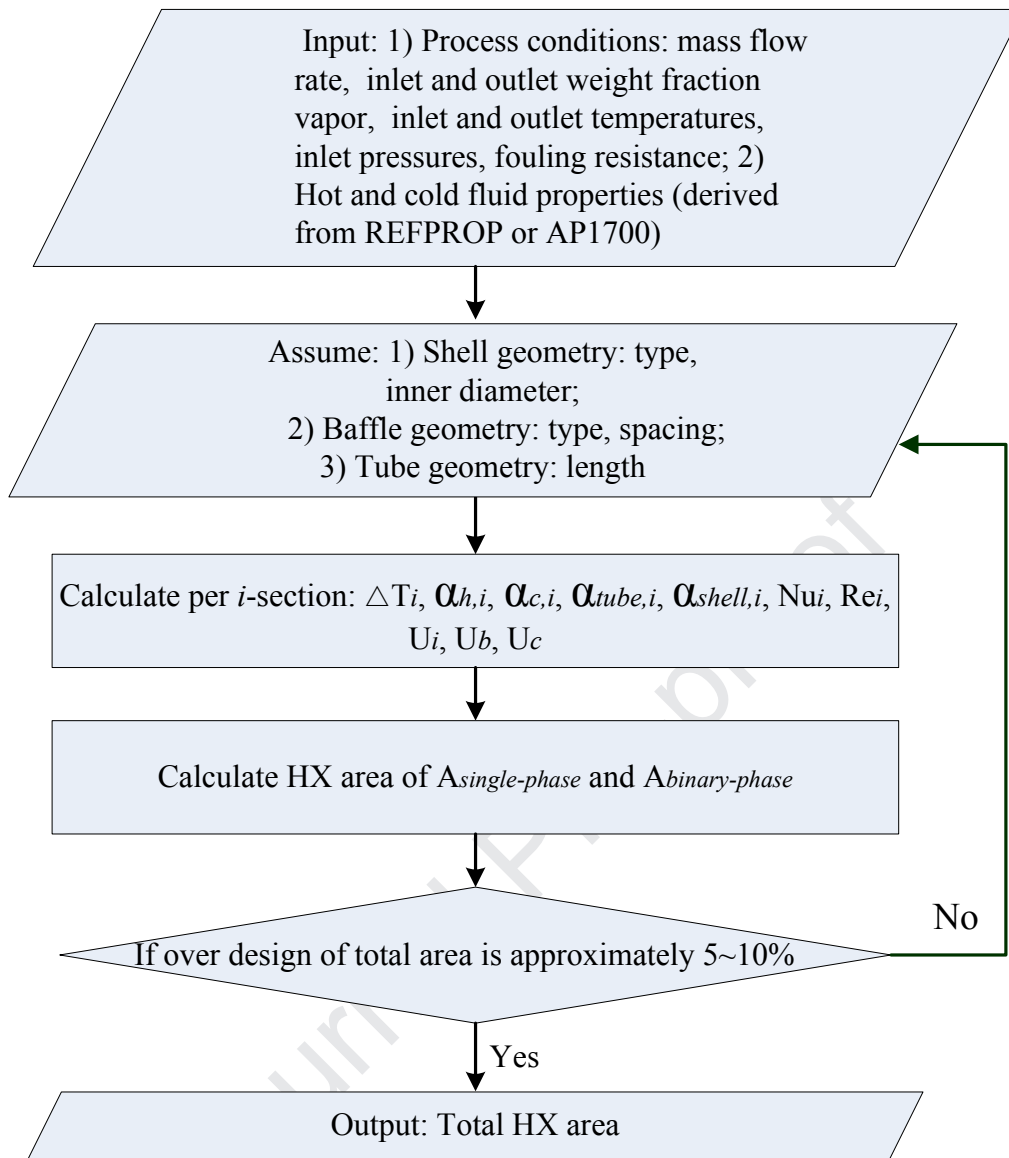 Input: 1) Process conditions: mass flow
rate, inlet and outlet weight fraction
vapor, inlet and outlet temperatures,
inlet pressures, fouling resistance; 2)
Hot and cold fluid properties (derived
from REFPROP or AP1700)
Assume: 1) Shell geometry: type,
inner diameter;
2) Baffle geometry: type, spacing;
3) Tube geometry: length
Calculate per i-section: △Ti, αh,i, αc,i, αtube,i, αshell,i, Nui, Rei,
Ui, Ub, Uc
Calculate HX area of Asingle-phase and Abinary-phase
If over design of total area is approximately 5~10%
No
Yes
Output: Total HX area